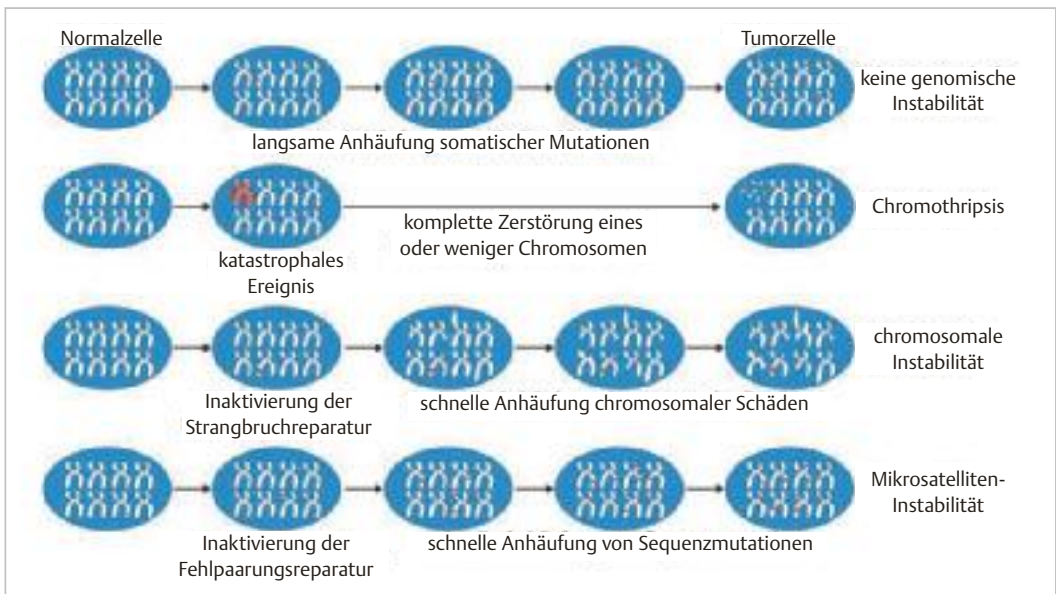 Normalzelle
Tumorzelle
keine genomische
Instabilität
langsame Anhäufung somatischer Mutationen
komplette Zerstörung eines
oder weniger Chromosomen
Chromothripsis
katastrophales
Ereignis
chromosomale
Instabilität
Inaktivierung der
Strangbruchreparatur
schnelle Anhäufung chromosomaler Schäden
Mikrosatelliten-
Instabilität
Inaktivierung der
Fehlpaarungsreparatur
schnelle Anhäufung von Sequenzmutationen